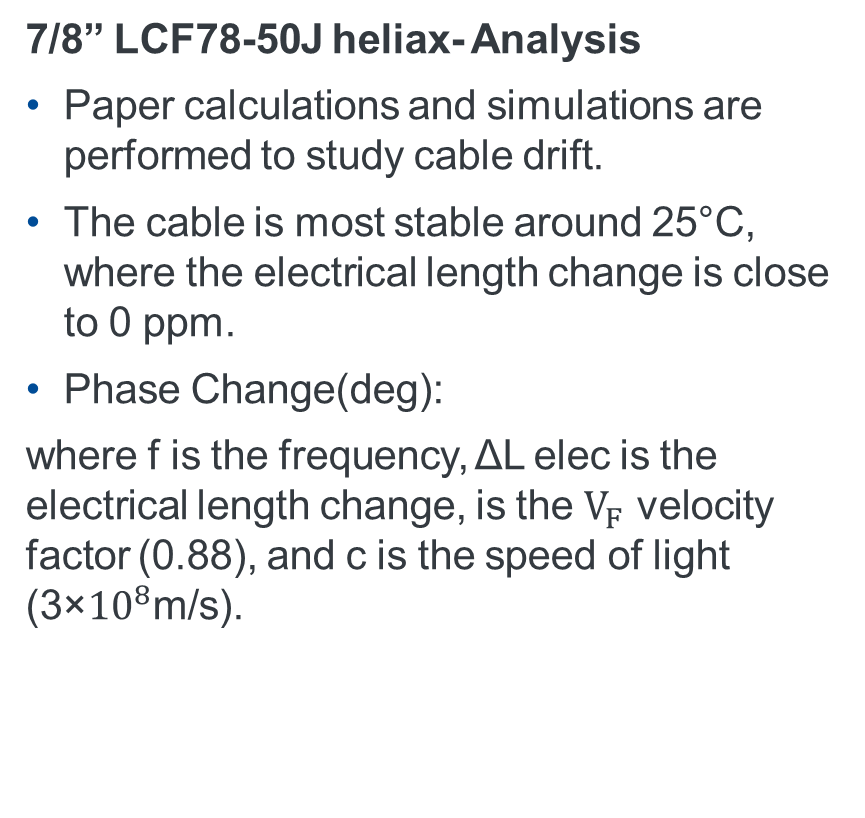 7/8” LCF78-50J heliax- Analysis
• Paper calculations and simulations are
performed to study cable drift.
• The cable is most stable around 25°C,
where the electrical length change is close
to 0 ppm.
• Phase Change(deg):
where f is the frequency, ΔL elec is the
electrical length change, is the V_F velocity
factor (0.88), and c is the speed of light
(3×10⁸m/s).